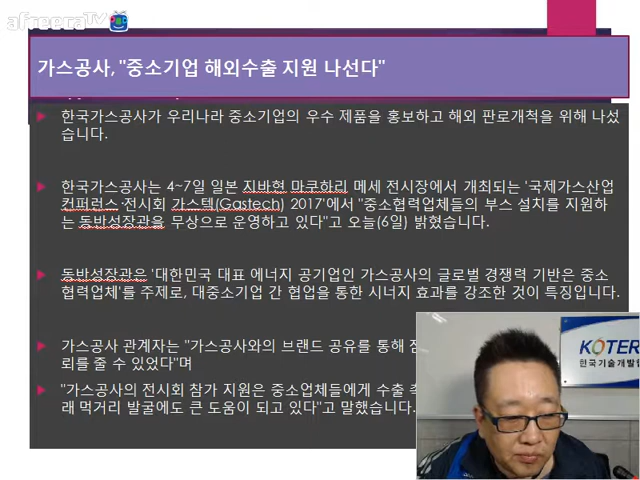 afreecaTV
가스공사, "중소기업 해외수출 지원 나선다"
한국가스공사가 우리나라 중소기업의 우수 제품을 홍보하고 해외 판로개척을 위해 나섰
습니다.
한국가스공사는 4~7일 일본 지바현 마쿠하리 메세 전시장에서 개최되는 '국제가스산업
컨퍼런스·전시회 가스텍(Gastech) 2017'에서 "중소협력업체들의 부스 설치를 지원하
는 동반성장관을 무상으로 운영하고 있다"고 오늘(6일) 밝혔습니다.
동반성장관은 '대한민국 대표 에너지 공기업인 가스공사의 글로벌 경쟁력 기반은 중소
협력업체'를 주제로, 대중소기업 간 협업을 통한 시너지 효과를 강조한 것이 특징입니다.
가스공사 관계자는 "가스공사와의 브랜드 공유를 통해
뢰를 줄 수 있었다"며
"가스공사의 전시회 참가 지원은 중소업체들에게 수출
래 먹거리 발굴에도 큰 도움이 되고 있다"고 말했습니다.
KOTER
한국기술개발